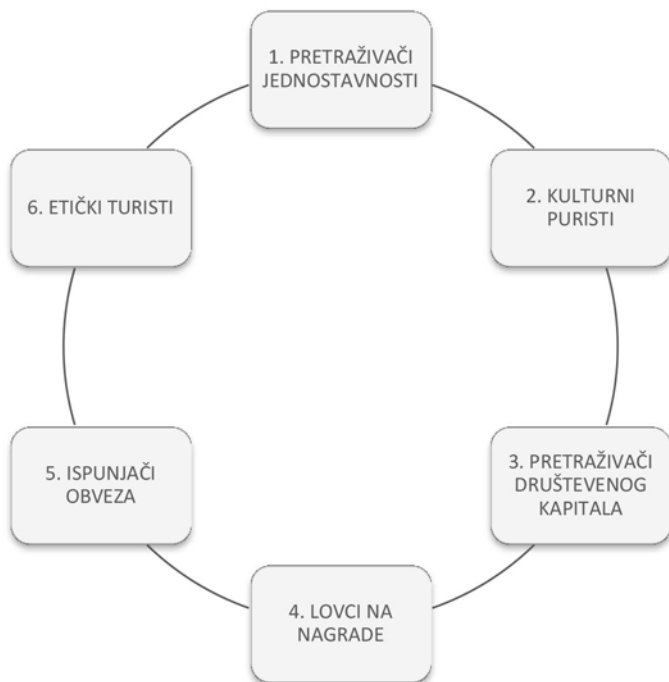 1. PRETRAŽIVAČI
JEDNOSTAVNOSTI
2. KULTURNI
PURISTI
3. PRETRAŽIVAČI
DRUŠTEVENOG
KAPITALA
4. LOVCI NA
NAGRADE
5. ISPUNJAČI
OBVEZA
6. ETIČKI TURISTI